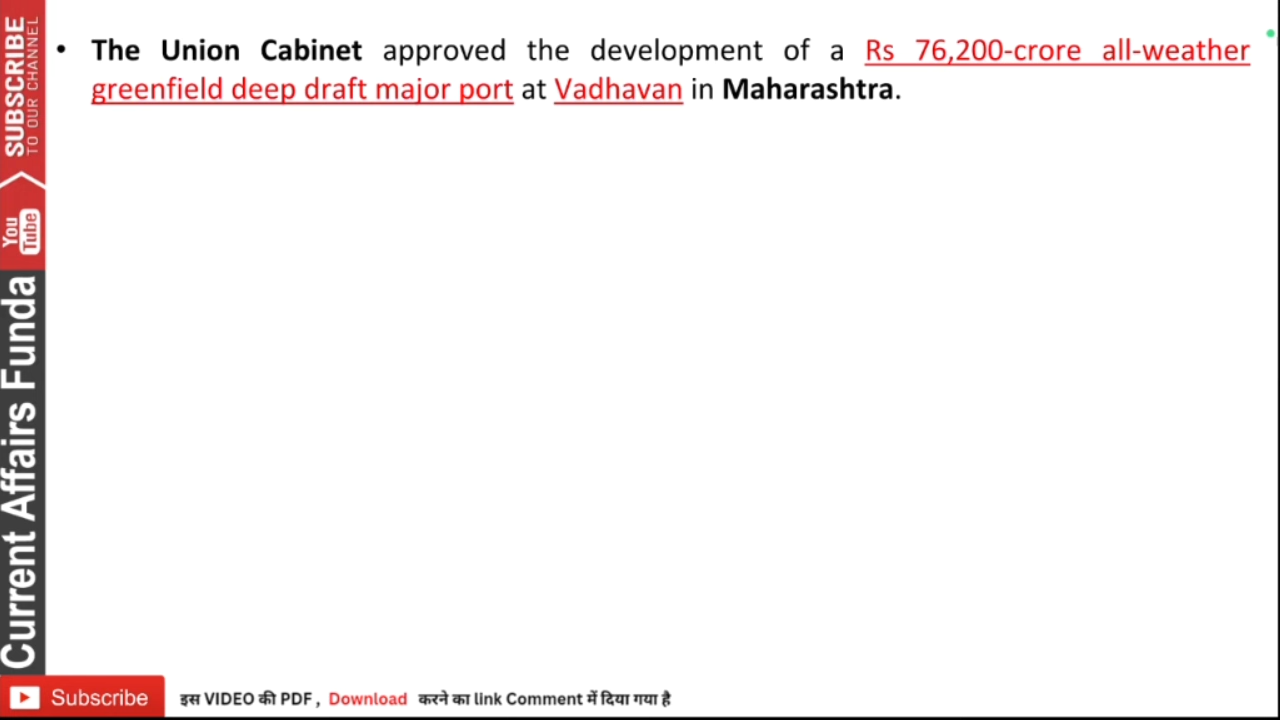 • The Union Cabinet approved the development of a Rs 76,200-crore all-weather
greenfield deep draft major port at Vadhavan in Maharashtra.
SUBSCRIBE
TO OUR CHANNEL
You
Tube
Current Affairs Funda
Subscribe
इस VIDEO की PDF , Download करने का link Comment में दिया गया है